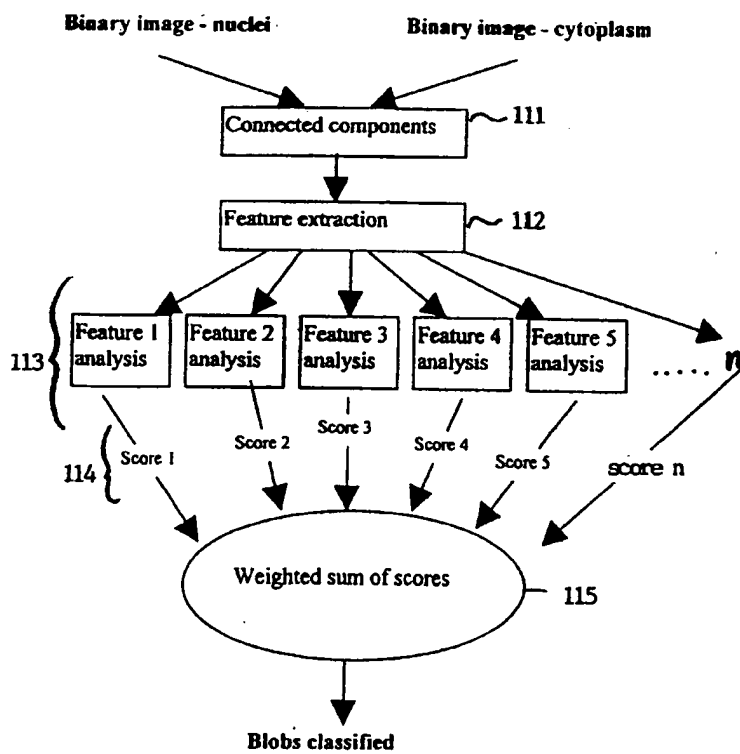 Binary image - nuclei
Binary image - cytoplasm
Connected components
111
Feature extraction
112
113
Feature 1
analysis
Feature 2
analysis
Feature 3
analysis
Feature 4
analysis
Feature 5
analysis
..... n
114
Score 1
Score 2
Score 3
Score 4
Score 5
score n
Weighted sum of scores
115
Blobs classified